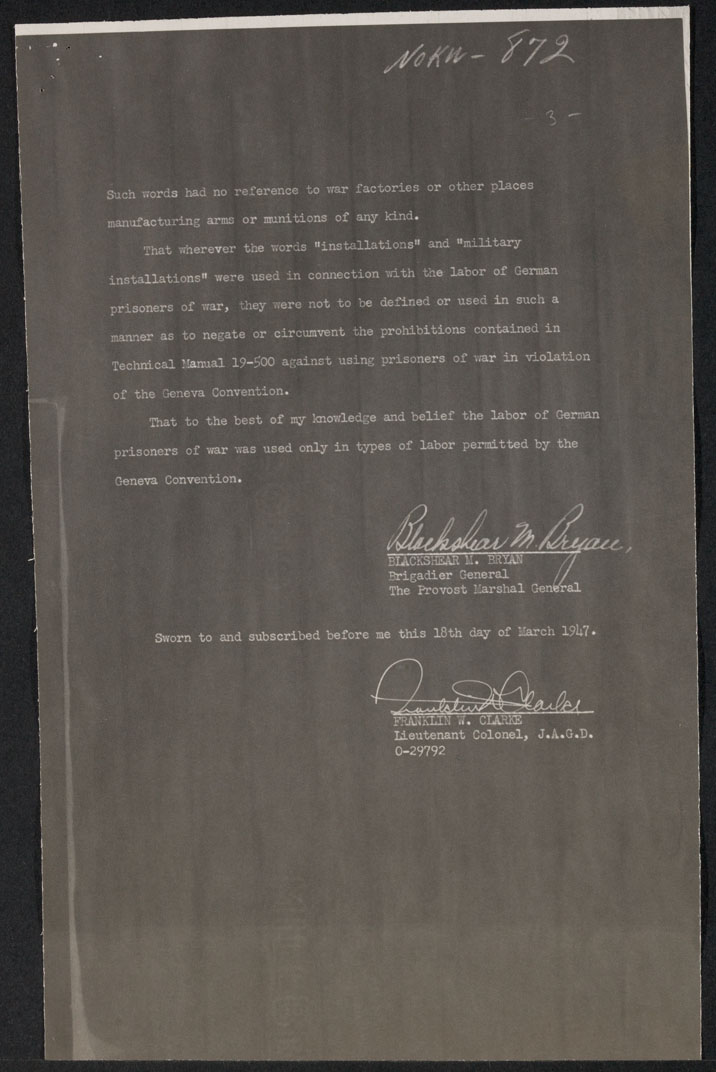 NOKW - 872
- 3 -
Such words had no reference to war factories or other places
manufacturing arms or munitions of any kind.
That wherever the words "installations" and "military
installations" were used in connection with the labor of German
prisoners of war, they were not to be defined or used in such a
manner as to negate or circumvent the prohibitions contained in
Technical Manual 19-500 against using prisoners of war in violation
of the Geneva Convention.
That to the best of my knowledge and belief the labor of German
prisoners of war was used only in types of labor permitted by the
Geneva Convention.
Blackshear M. Bryan,
BLACKSHEAR M. BRYAN
Brigadier General
The Provost Marshal General
Sworn to and subscribed before me this 18th day of March 1947.
Franklin W Clarke
FRANKLIN W. CLARKE
Lieutenant Colonel, J.A.G.D.
O-29792